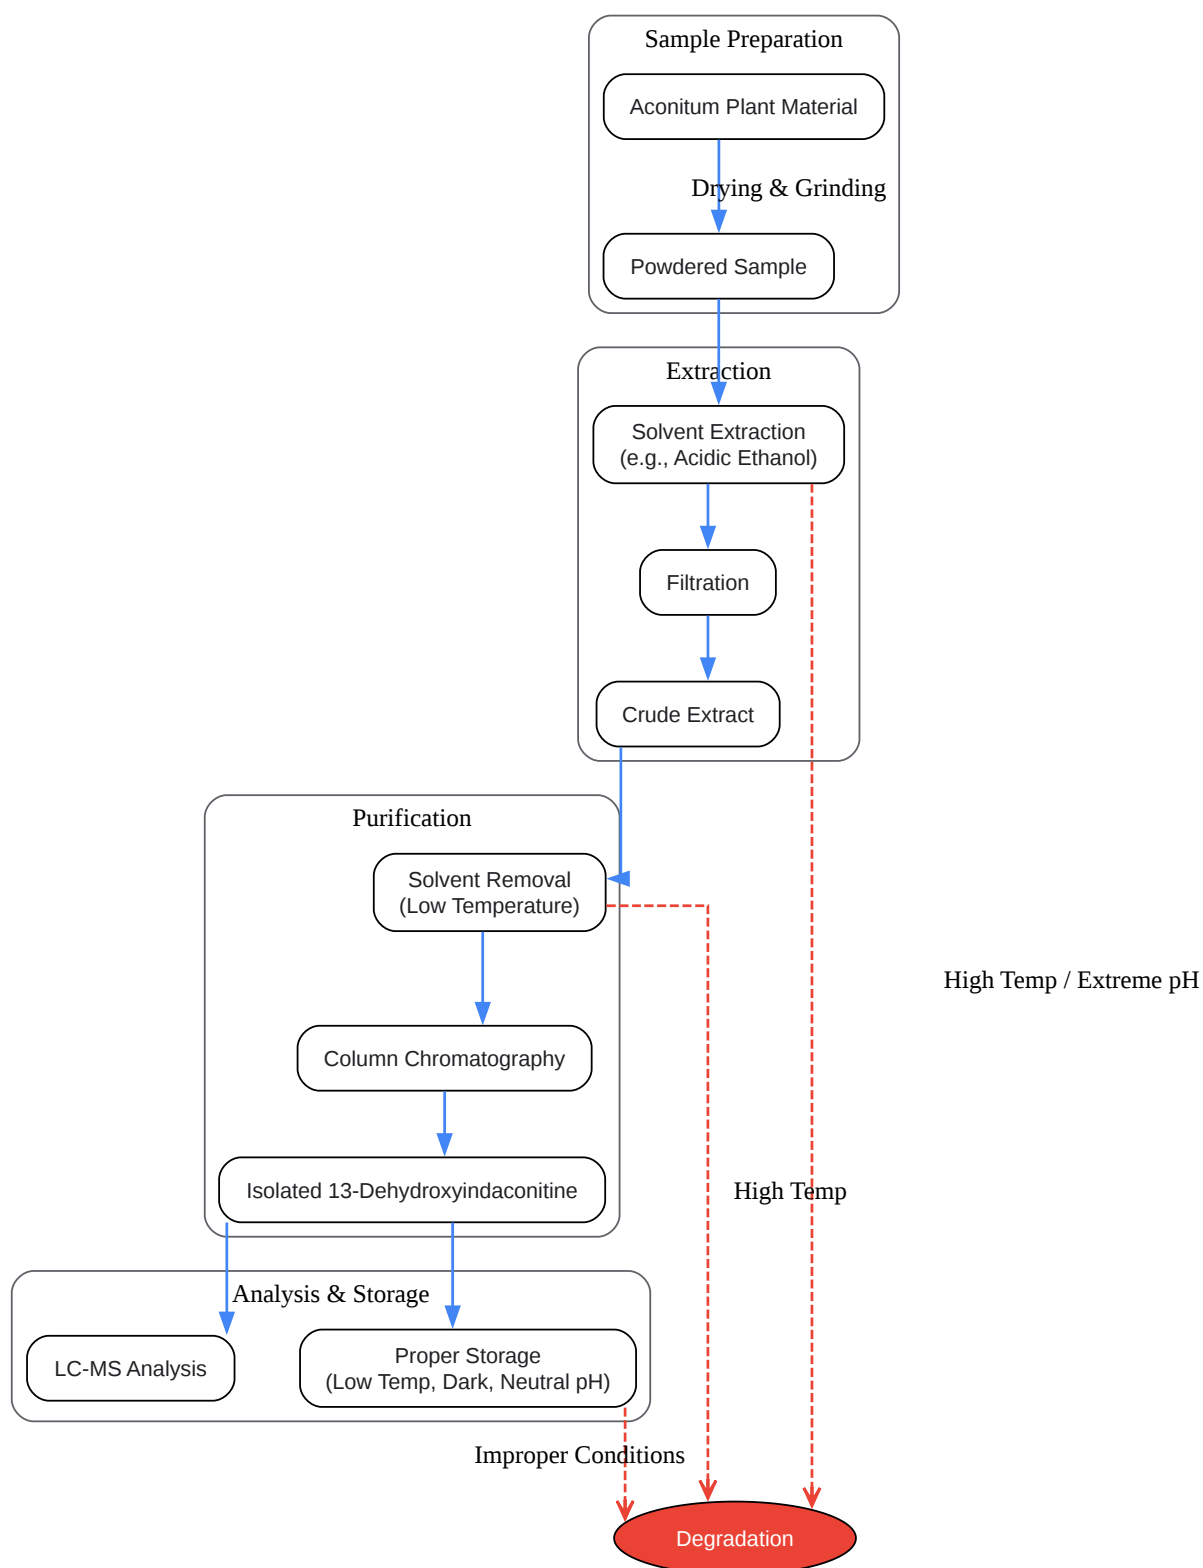 Sample Preparation
Aconitum Plant Material
Drying & Grinding
Powdered Sample
Extraction
Solvent Extraction
(e.g., Acidic Ethanol)
Filtration
Crude Extract
Purification
Solvent Removal
(Low Temperature)
High Temp / Extreme pH
Column Chromatography
Isolated 13-Dehydroxyindaconitine
High Temp
Analysis & Storage
LC-MS Analysis
Proper Storage
(Low Temp, Dark, Neutral pH)
Improper Conditions
Degradation